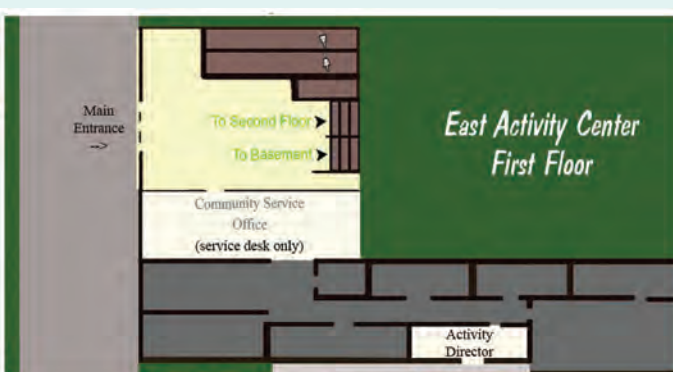 Main
Entrance
-->
To Second Floor
To Basement
East Activity Center
First Floor
Community Service
Office
(service desk only)
Activity
Director